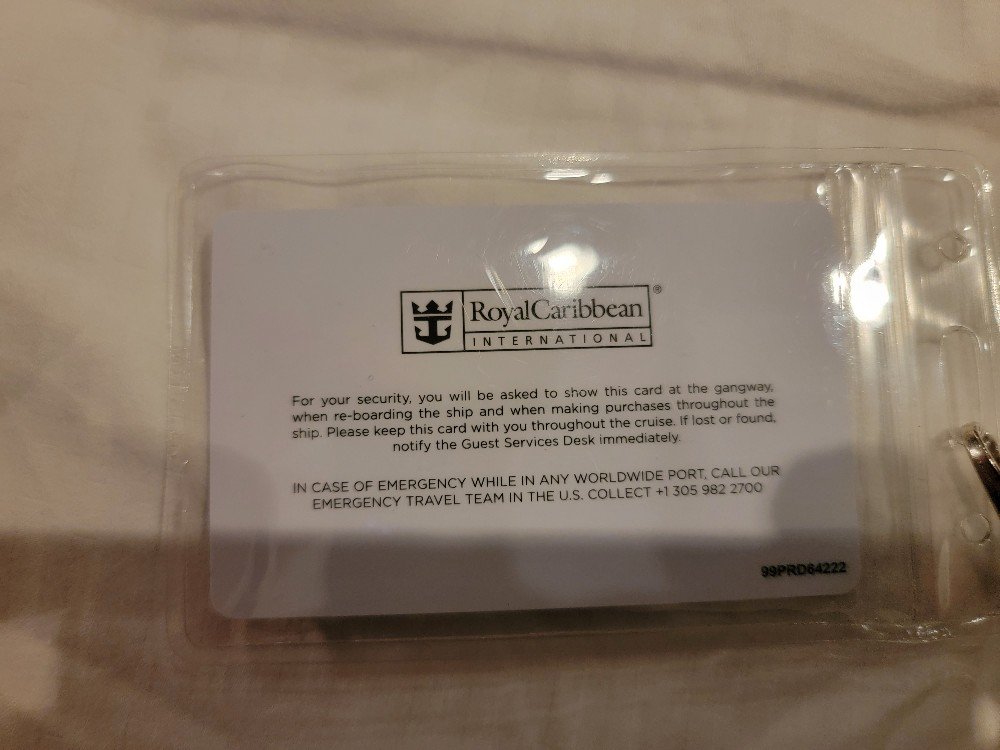 RoyalCaribbean®
INTERNATIONAL
For your security, you will be asked to show this card at the gangway,
when re-boarding the ship and when making purchases throughout the
ship. Please keep this card with you throughout the cruise. If lost or found,
notify the Guest Services Desk immediately.
IN CASE OF EMERGENCY WHILE IN ANY WORLDWIDE PORT, CALL OUR
EMERGENCY TRAVEL TEAM IN THE U.S. COLLECT +1 305 982 2700
99PRD64222